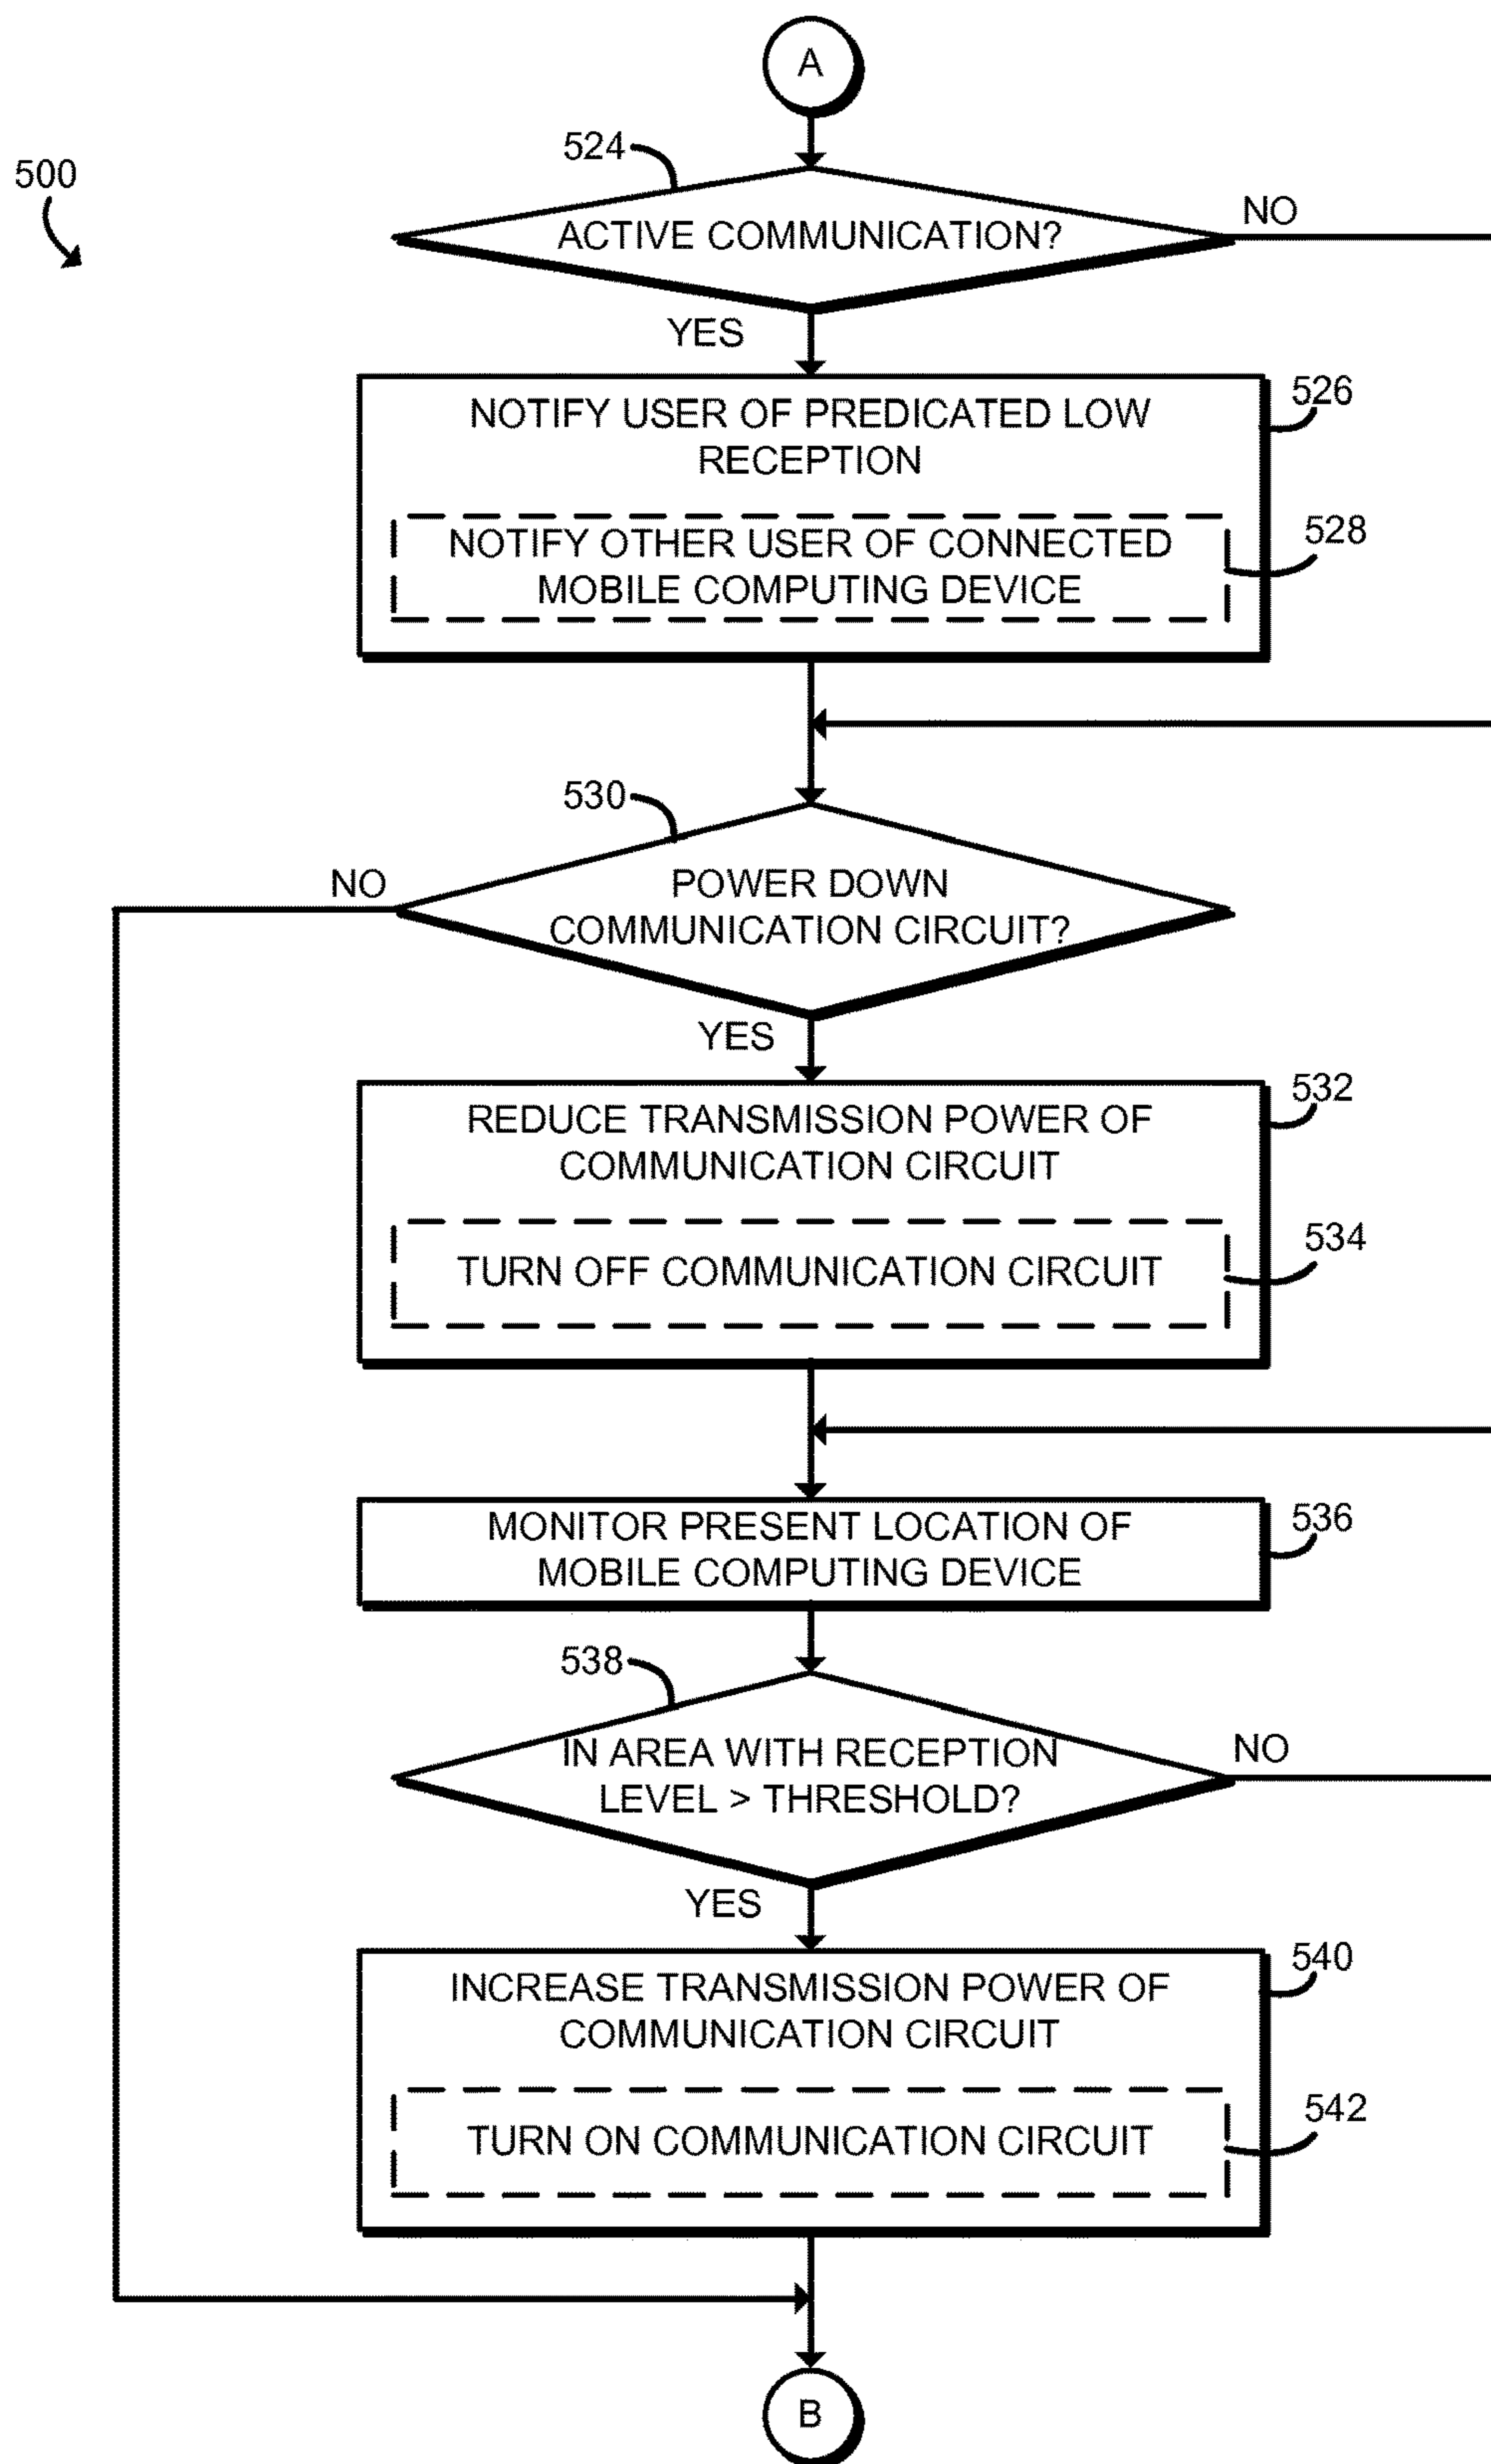 A
524
500
NO
ACTIVE COMMUNICATION?
YES
526
NOTIFY USER OF PREDICATED LOW
RECEPTION
528
NOTIFY OTHER USER OF CONNECTED
MOBILE COMPUTING DEVICE
530
NO
POWER DOWN
COMMUNICATION CIRCUIT?
YES
532
REDUCE TRANSMISSION POWER OF
COMMUNICATION CIRCUIT
534
TURN OFF COMMUNICATION CIRCUIT
536
MONITOR PRESENT LOCATION OF
MOBILE COMPUTING DEVICE
538
NO
IN AREA WITH RECEPTION
LEVEL > THRESHOLD?
YES
540
INCREASE TRANSMISSION POWER OF
COMMUNICATION CIRCUIT
542
TURN ON COMMUNICATION CIRCUIT
B